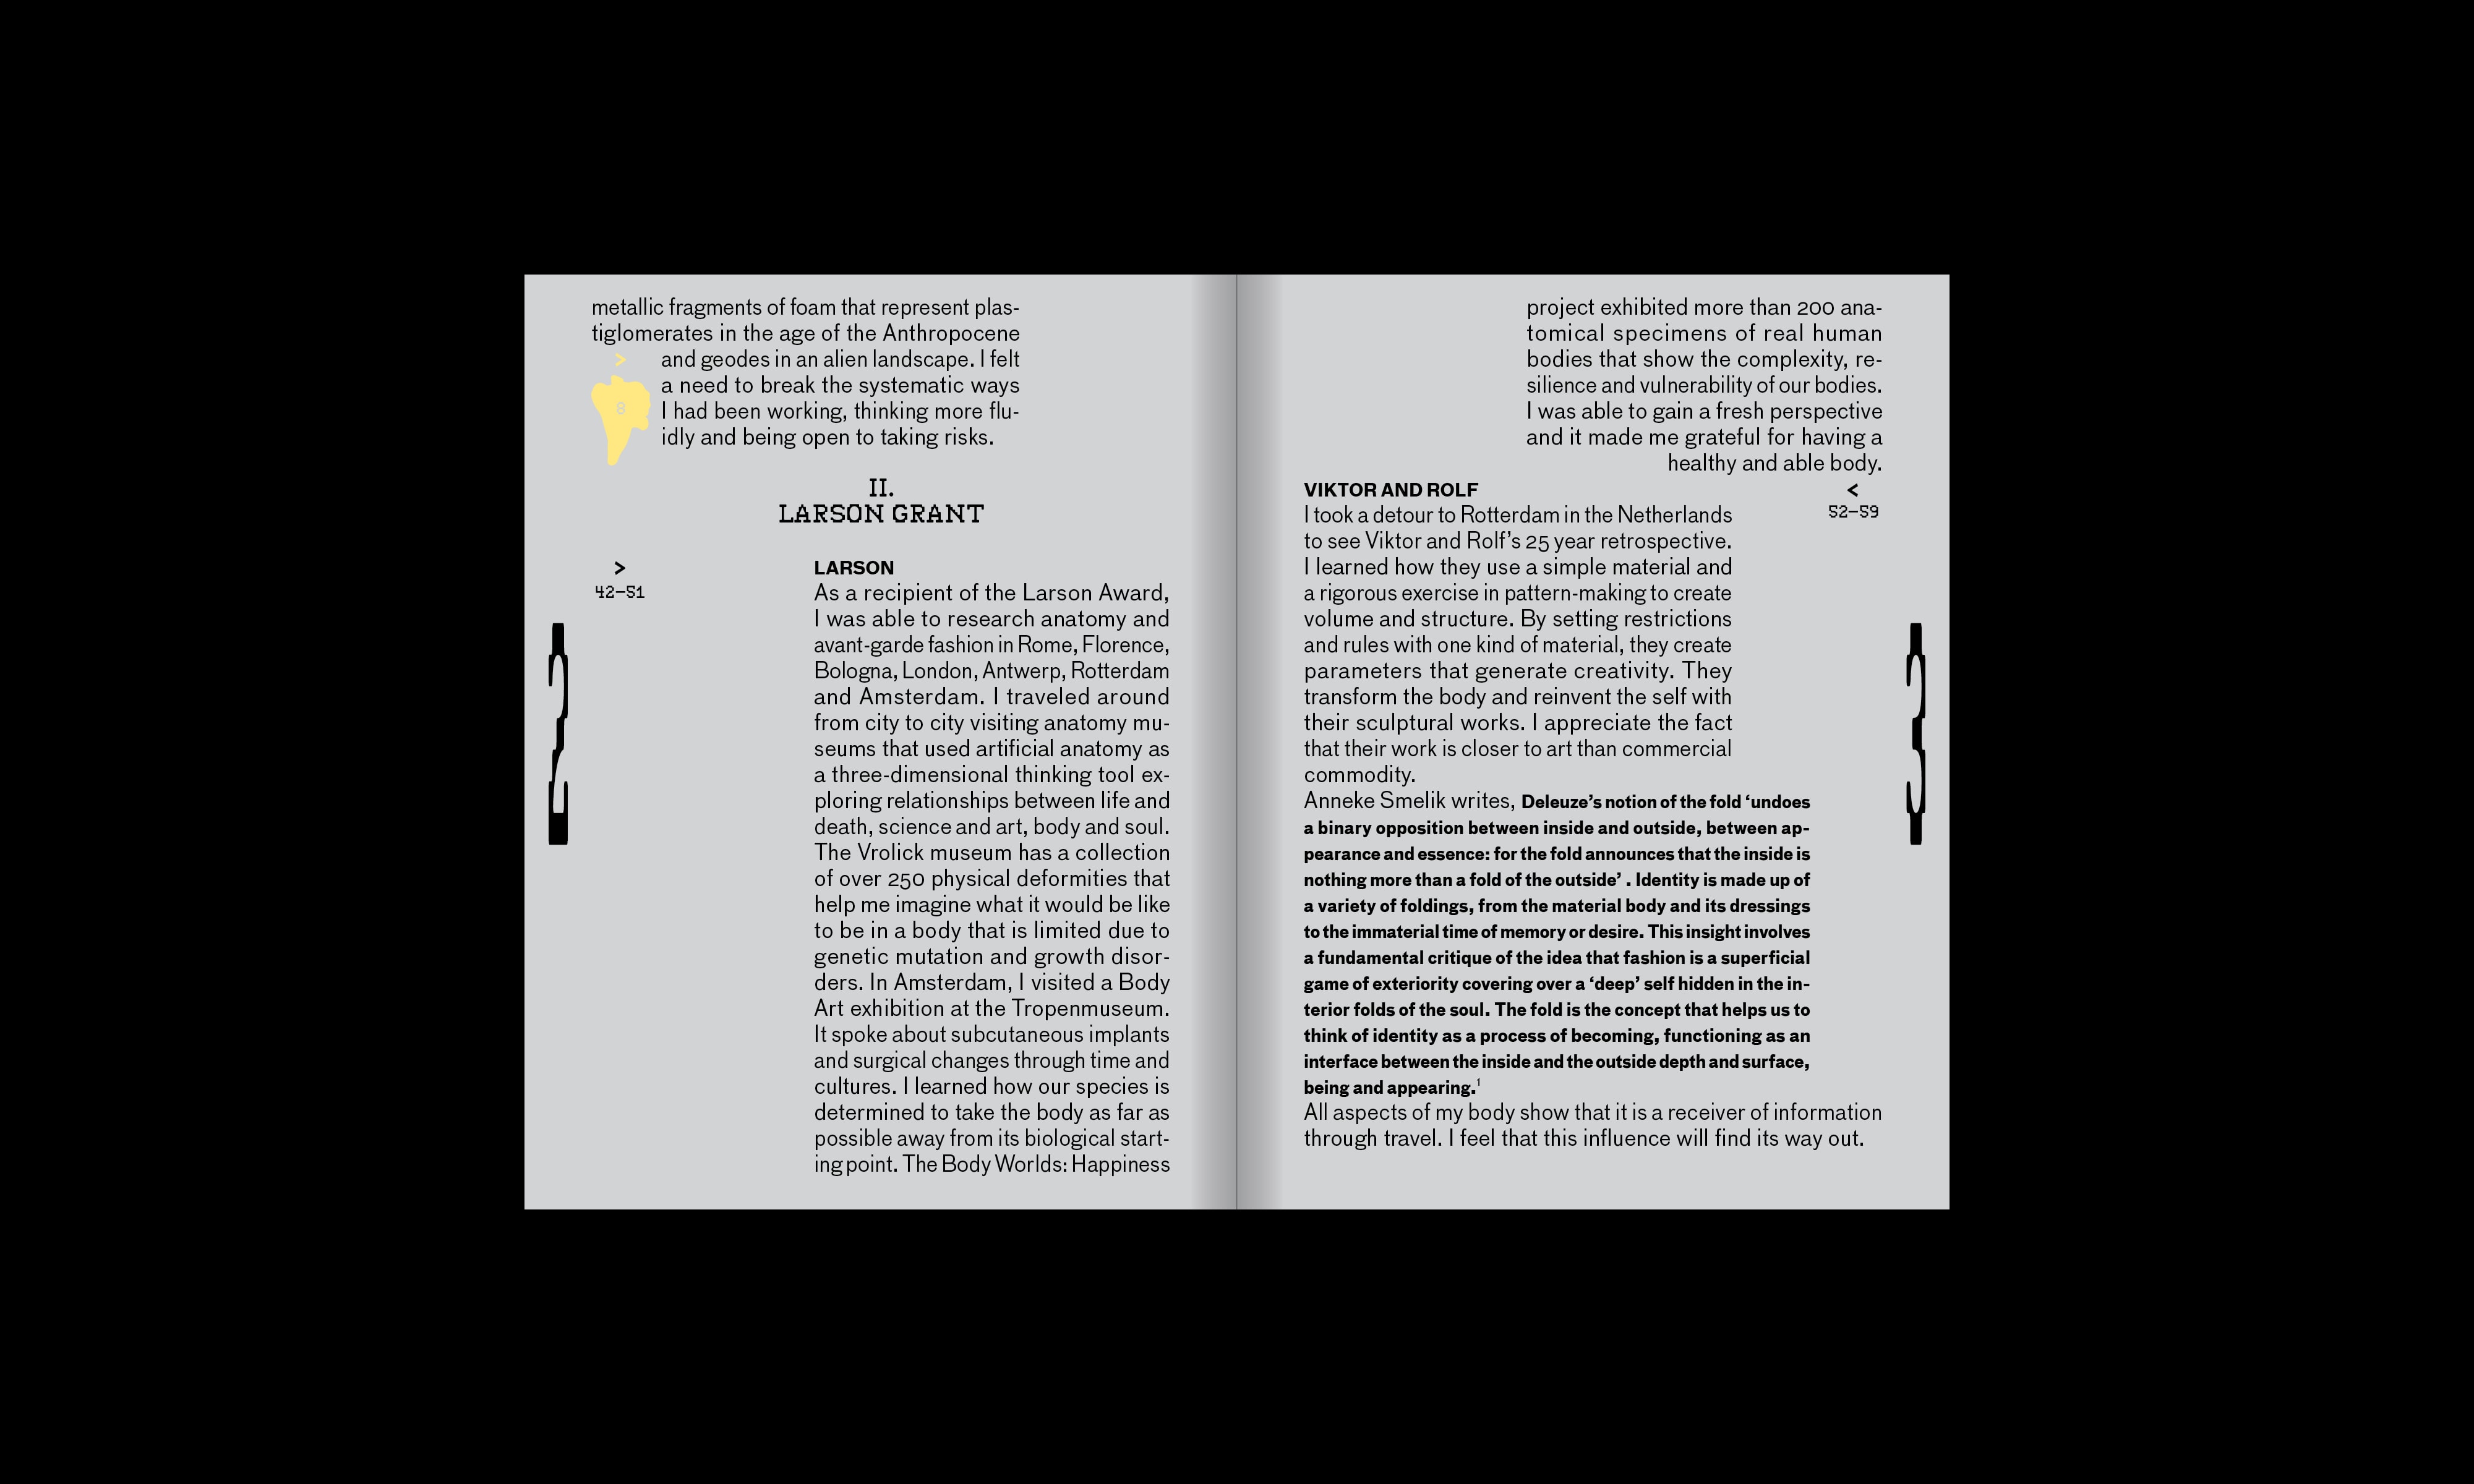 metallic fragments of foam that represent plas-
tiglomerates in the age of the Anthropocene
>
and geodes in an alien landscape. I felt
a need to break the systematic ways
8
I had been working, thinking more flu-
idly and being open to taking risks.
II.
LARSON GRANT
>
42–51
2
LARSON
As a recipient of the Larson Award,
I was able to research anatomy and
avant-garde fashion in Rome, Florence,
Bologna, London, Antwerp, Rotterdam
and Amsterdam. I traveled around
from city to city visiting anatomy mu-
seums that used artificial anatomy as
a three-dimensional thinking tool ex-
ploring relationships between life and
death, science and art, body and soul.
The Vrolick museum has a collection
of over 250 physical deformities that
help me imagine what it would be like
to be in a body that is limited due to
genetic mutation and growth disor-
ders. In Amsterdam, I visited a Body
Art exhibition at the Tropenmuseum.
It spoke about subcutaneous implants
and surgical changes through time and
cultures. I learned how our species is
determined to take the body as far as
possible away from its biological start-
ing point. The Body Worlds: Happiness
project exhibited more than 200 ana-
tomical specimens of real human
bodies that show the complexity, re-
silience and vulnerability of our bodies.
I was able to gain a fresh perspective
and it made me grateful for having a
healthy and able body.
VIKTOR AND ROLF
<
52–59
I took a detour to Rotterdam in the Netherlands
to see Viktor and Rolf’s 25 year retrospective.
I learned how they use a simple material and
a rigorous exercise in pattern-making to create
volume and structure. By setting restrictions
and rules with one kind of material, they create
parameters that generate creativity. They
transform the body and reinvent the self with
their sculptural works. I appreciate the fact
that their work is closer to art than commercial
commodity.
3
Anneke Smelik writes, Deleuze’s notion of the fold ‘undoes
a binary opposition between inside and outside, between ap-
pearance and essence: for the fold announces that the inside is
nothing more than a fold of the outside’ . Identity is made up of
a variety of foldings, from the material body and its dressings
to the immaterial time of memory or desire. This insight involves
a fundamental critique of the idea that fashion is a superficial
game of exteriority covering over a ‘deep’ self hidden in the in-
terior folds of the soul. The fold is the concept that helps us to
think of identity as a process of becoming, functioning as an
interface between the inside and the outside depth and surface,
being and appearing.¹
All aspects of my body show that it is a receiver of information
through travel. I feel that this influence will find its way out.